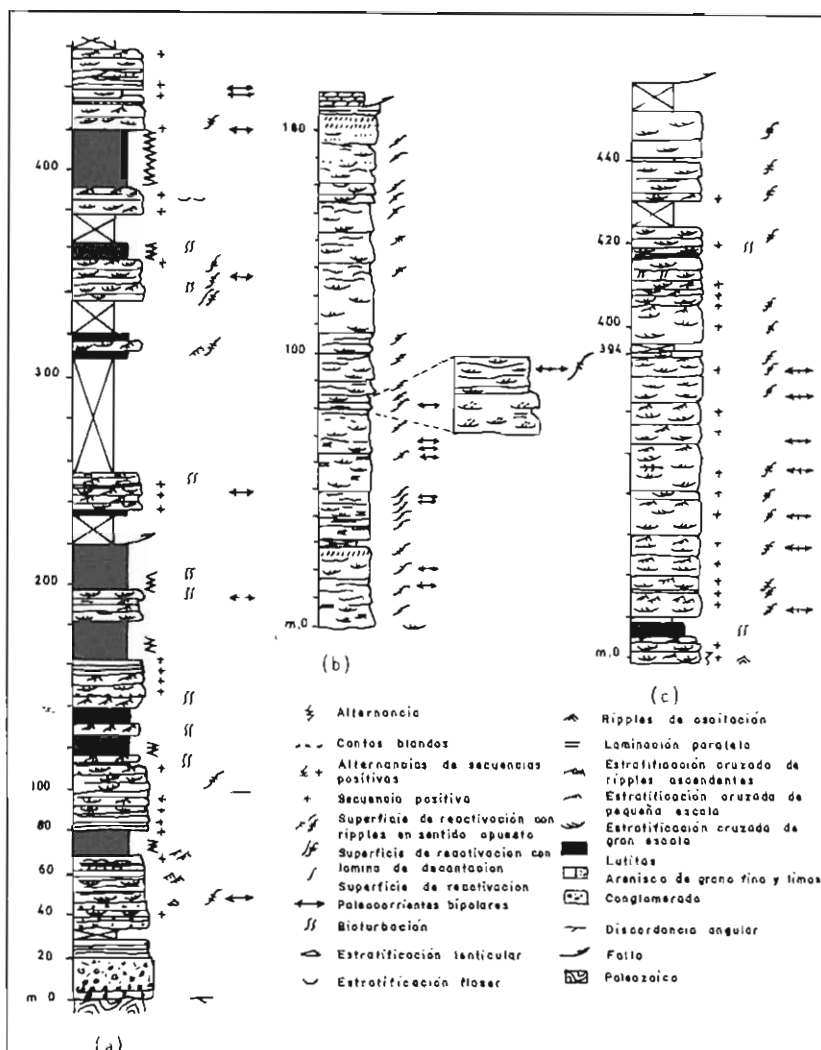 400
300
200
100
80
60
40
20
m 0
(a)
180
100
m,0
(b)
440
420
400
394
m,0
(c)
Alternancia
Cantos blandos
Alternancias de secuencias
positivas
Secuencia positiva
Superficie de reactivación con
ripples en sentido opuesto
Superficie de reactivacion con
lamina de decantacion
Superficie de reactivación
Paleocorrientes bipolares
Bioturbación
Estratificación lenticular
Estratificación flaser
Ripples de oscilación
Laminación paralela
Estratificación cruzada de
ripples ascendentes
Estratificación cruzada de
pequeña escala
Estratificación cruzada de
gran escala
Lutitas
Arenisca de grano fino y limos
Conglomerado
Discordancia angular
Falla
Paleozoico